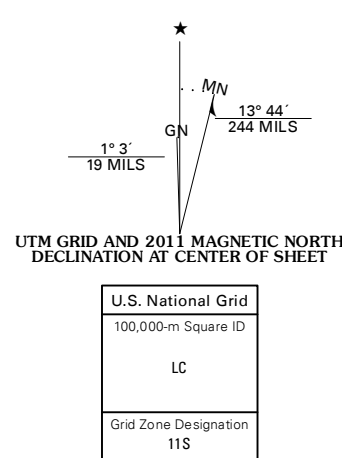 ★
MN
GN
13° 44´
244 MILS
1° 3´
19 MILS
UTM GRID AND 2011 MAGNETIC NORTH
DECLINATION AT CENTER OF SHEET
U.S. National Grid
100,000-m Square ID
LC
Grid Zone Designation
11S